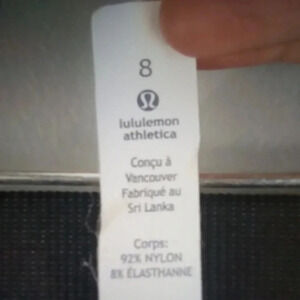 8
lululemon
athletica
Conçu à
Vancouver
Fabriqué au
Sri Lanka
Corps:
92% NYLON
8% ÉLASTHANNE